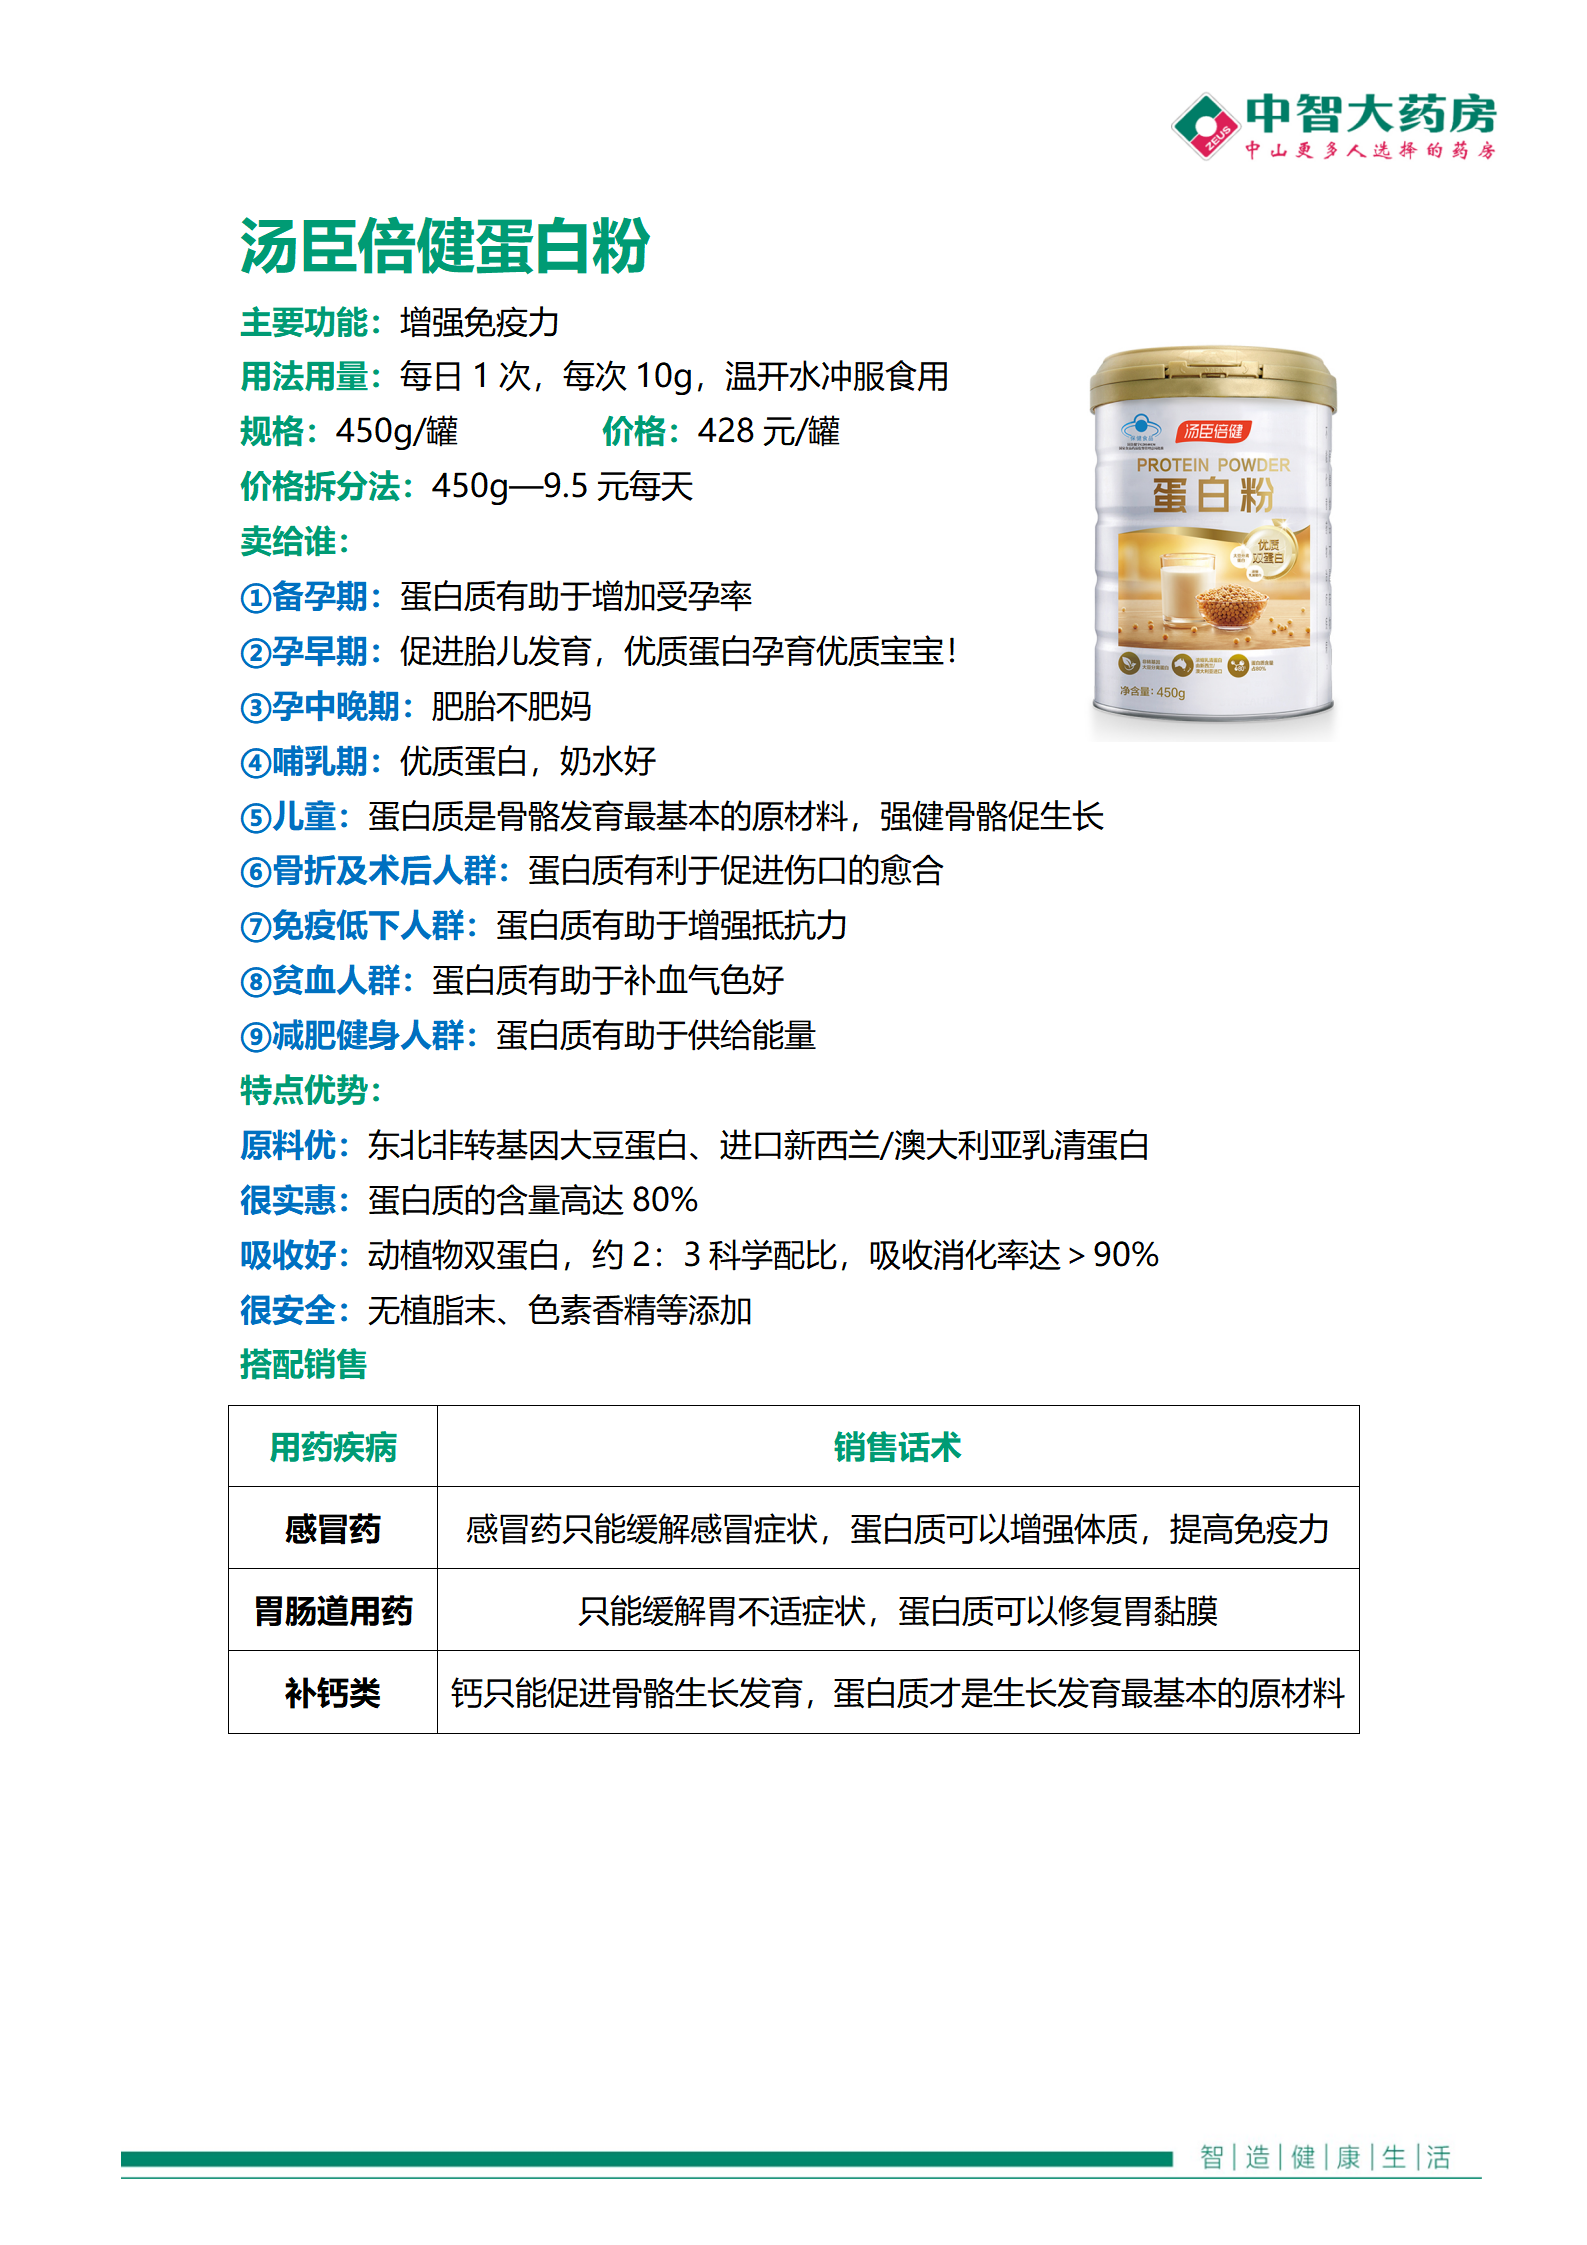 中智大药房
ZEUS
中山更多人选择的药房
汤臣倍健蛋白粉
主要功能：增强免疫力
用法用量：每日 1 次，每次 10g，温开水冲服食用
规格：450g/罐 价格：428 元/罐
价格拆分法：450g—9.5 元每天
卖给谁：
①备孕期：蛋白质有助于增加受孕率
②孕早期：促进胎儿发育，优质蛋白孕育优质宝宝！
③孕中晚期：肥胎不肥妈
④哺乳期：优质蛋白，奶水好
⑤儿童：蛋白质是骨骼发育最基本的原材料，强健骨骼促生长
⑥骨折及术后人群：蛋白质有利于促进伤口的愈合
⑦免疫低下人群：蛋白质有助于增强抵抗力
⑧贫血人群：蛋白质有助于补血气色好
⑨减肥健身人群：蛋白质有助于供给能量
保健食品
汤臣倍健
PROTEIN POWDER
蛋白粉
优质
双蛋白
净含量：450g
特点优势：
原料优：东北非转基因大豆蛋白、进口新西兰/澳大利亚乳清蛋白
很实惠：蛋白质的含量高达 80%
吸收好：动植物双蛋白，约 2：3 科学配比，吸收消化率达＞90%
很安全：无植脂末、色素香精等添加
搭配销售
用药疾病 销售话术
感冒药 感冒药只能缓解感冒症状，蛋白质可以增强体质，提高免疫力
胃肠道用药 只能缓解胃不适症状，蛋白质可以修复胃黏膜
补钙类 钙只能促进骨骼生长发育，蛋白质才是生长发育最基本的原材料
智|造|健|康|生|活